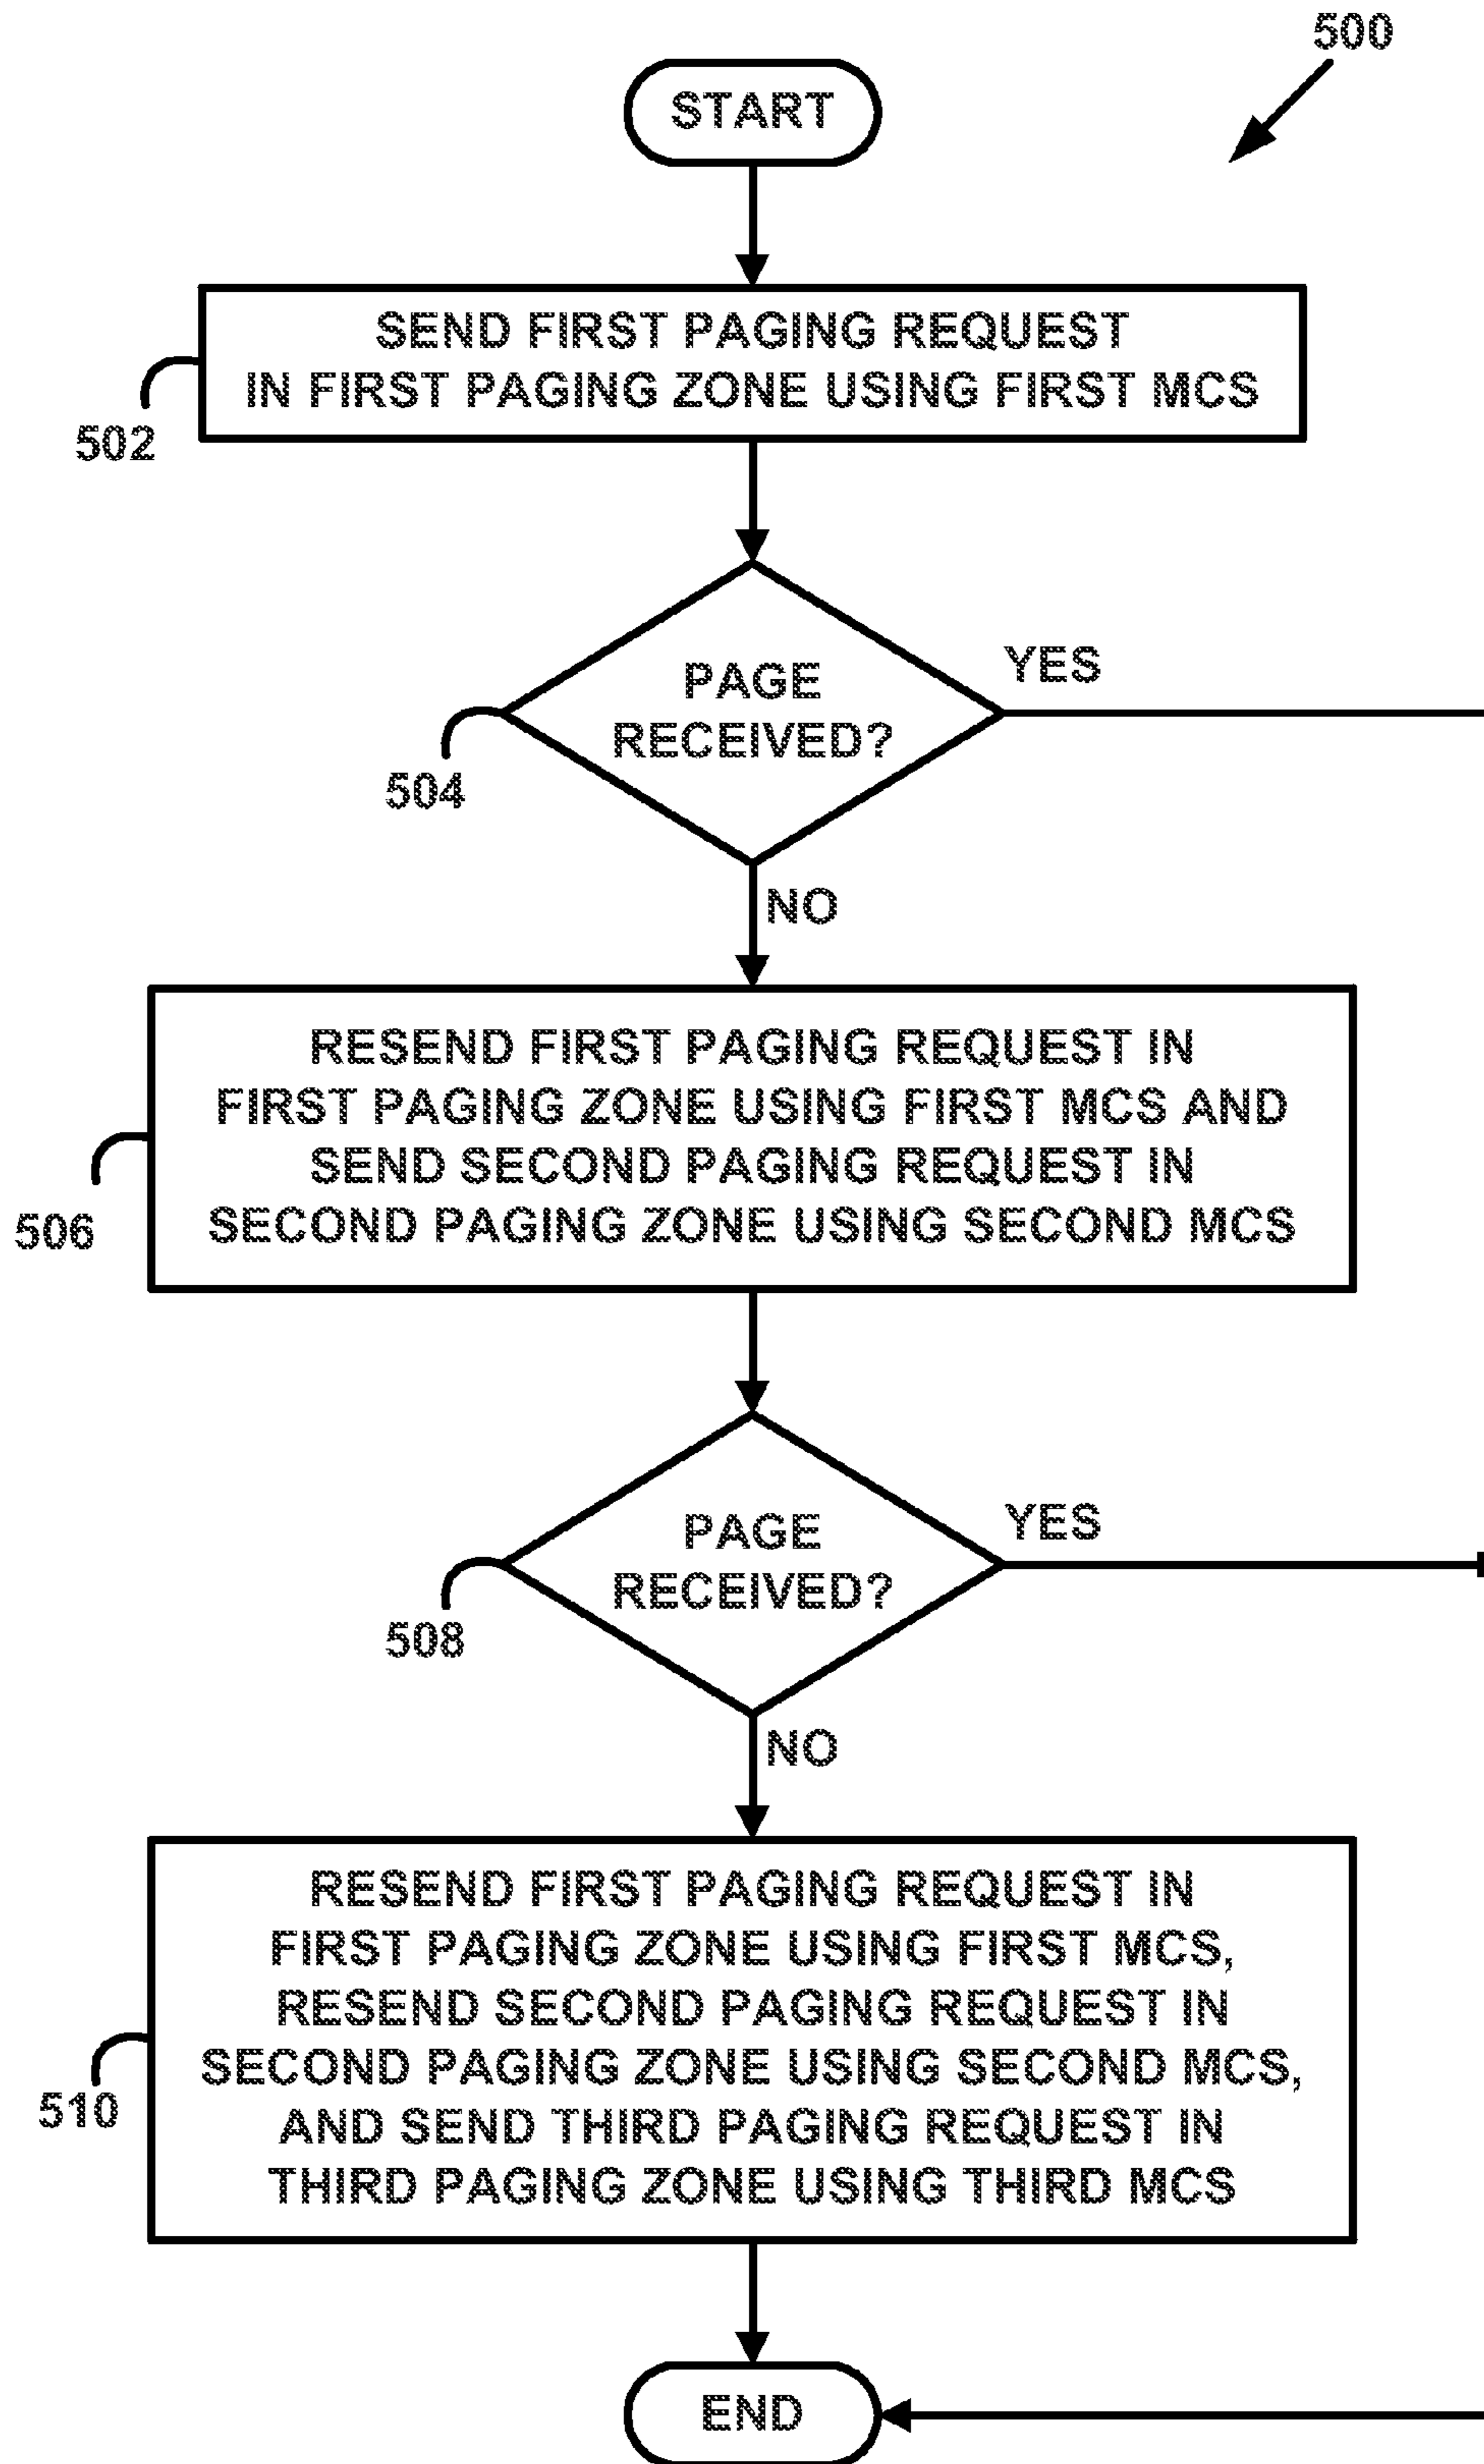 500
START
SEND FIRST PAGING REQUEST
IN FIRST PAGING ZONE USING FIRST MCS
502
PAGE
RECEIVED?
YES
504
NO
RESEND FIRST PAGING REQUEST IN
FIRST PAGING ZONE USING FIRST MCS AND
SEND SECOND PAGING REQUEST IN
SECOND PAGING ZONE USING SECOND MCS
506
PAGE
RECEIVED?
YES
508
NO
RESEND FIRST PAGING REQUEST IN
FIRST PAGING ZONE USING FIRST MCS,
RESEND SECOND PAGING REQUEST IN
SECOND PAGING ZONE USING SECOND MCS,
AND SEND THIRD PAGING REQUEST IN
THIRD PAGING ZONE USING THIRD MCS
510
END